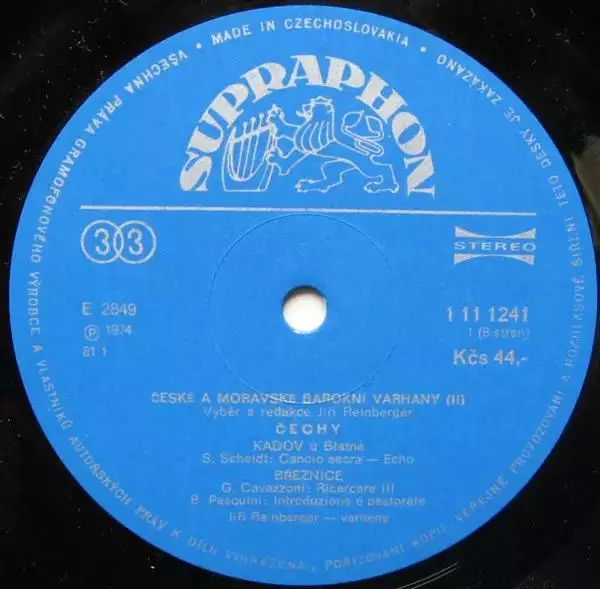 • MADE IN CZECHOSLOVAKIA •
VŠECHNA PRÁVA GRAMOFONOVÉHO VÝROBCE A VLASTNÍKŮ AUTORSKÝCH PRÁV K DÍLU VYHRAZENA. POŘIZOVÁNÍ KOPIÍ, VEŘEJNÉ PROVOZOVÁNÍ A ROZHLASOVÉ ŠÍŘENÍ TÉTO DESKY JE ZAKÁZÁNO
SUPRAPHON
33
STEREO
E 2849
1 11 1241
Ⓟ 1974
1 (8 stran)
81 1
Kčs 44,-
ČESKÉ A MORAVSKÉ BAROKNÍ VARHANY (II)
Výběr a redakce Jiří Reinberger
ČECHY
KADOV u Blatné
S. Scheidt: Cancio sacra – Echo
BŘEZNICE
G. Cavazzoni: Ricercare III
B. Pasquini: Introduzione e pastorale
Jiří Reinberger – varhany